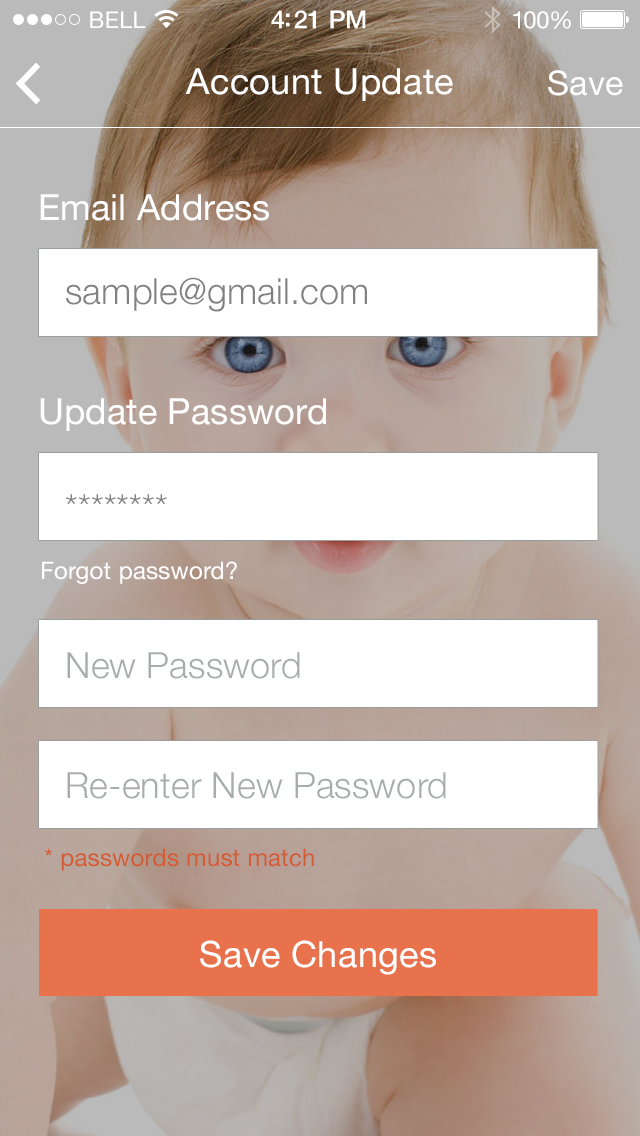 BELL 4:21 PM 100%
Account Update Save
Email Address
sample@gmail.com
Update Password
********
Forgot password?
New Password
Re-enter New Password
* passwords must match
Save Changes